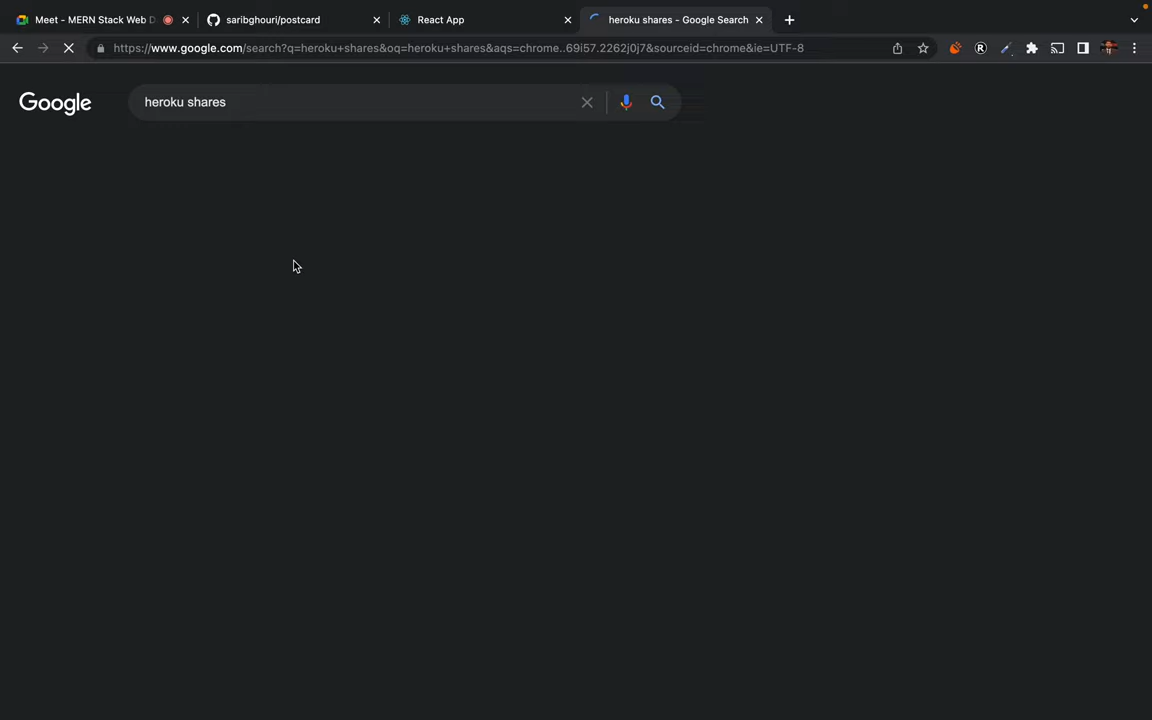 Meet - MERN Stack Web D
saribghouri/postcard
React App
heroku shares - Google Search
https://www.google.com/search?q=heroku+shares&oq=heroku+shares&aqs=chrome..69i57.2262j0j7&sourceid=chrome&ie=UTF-8
Google
heroku shares